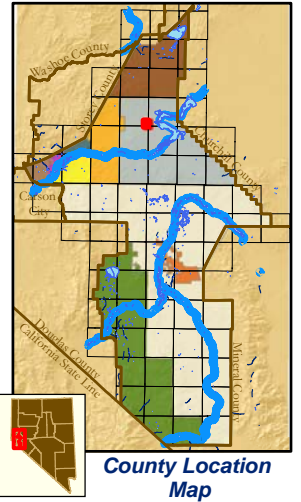 Washoe County
Storey County
Churchill County
Carson
City
Douglas County
California State Line
Mineral County
County Location
Map